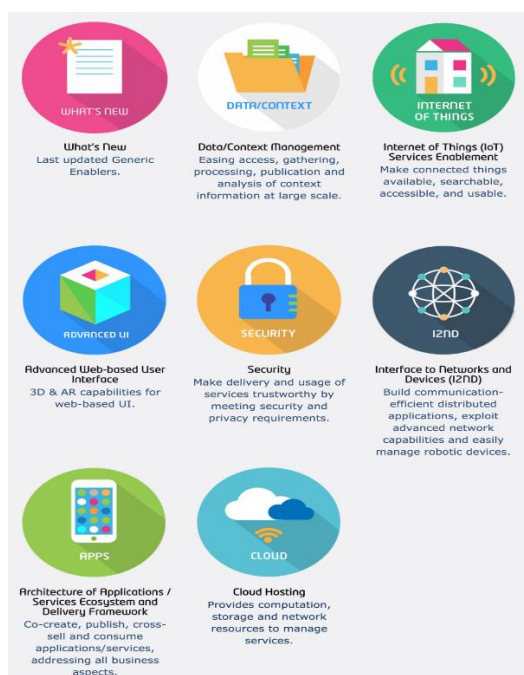 WHAT'S NEW
What's New
Last updated Generic
Enablers.
DATA/CONTEXT
Data/Context Management
Easing access, gathering,
processing, publication and
analysis of context
information at large scale.
INTERNET
OF THINGS
Internet of Things (IoT)
Services Enablement
Make connected things
available, searchable,
accessible, and usable.
ADVANCED UI
Advanced Web-based User
Interface
3D & AR capabilities for
web-based UI.
SECURITY
Security
Make delivery and usage of
services trustworthy by
meeting security and
privacy requirements.
I2ND
Interface to Networks and
Devices (I2ND)
Build communication-
efficient distributed
applications, exploit
advanced network
capabilities and easily
manage robotic devices.
APPS
Architecture of Applications /
Services Ecosystem and
Delivery Framework
Co-create, publish, cross-
sell and consume
applications/services,
addressing all business
aspects.
CLOUD
Cloud Hosting
Provides computation,
storage and network
resources to manage
services.